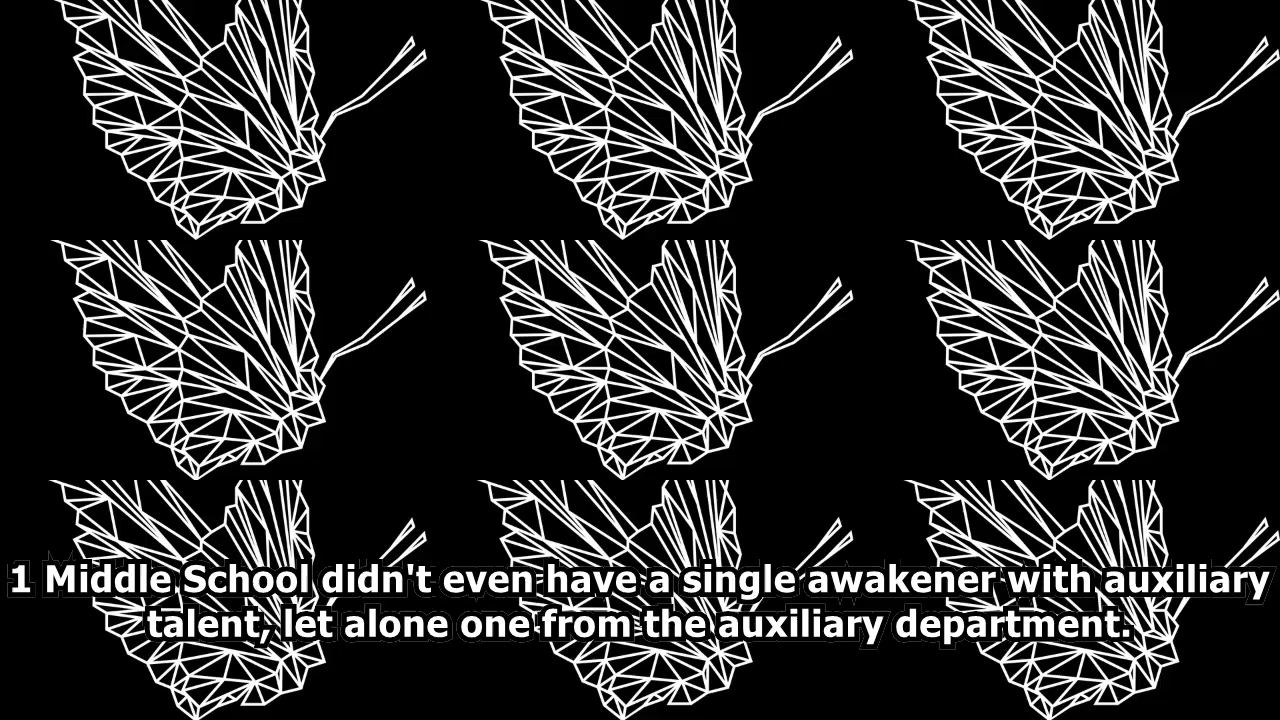 1 Middle School didn't even have a single awakener with auxiliary
talent, let alone one from the auxiliary department.